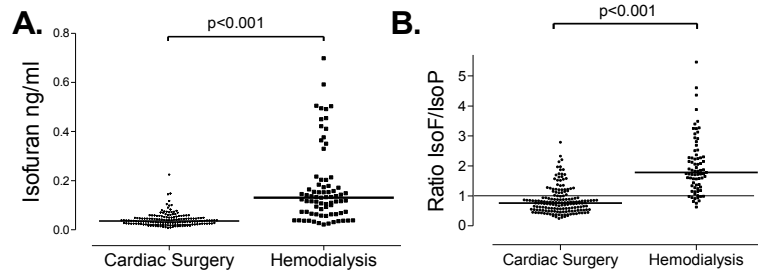 A.
p<0.001
Isofuran ng/ml
0.8
0.6
0.4
0.2
0.0
Cardiac Surgery
Hemodialysis
B.
p<0.001
Ratio IsoF/IsoP
5
4
3
2
1
0
Cardiac Surgery
Hemodialysis